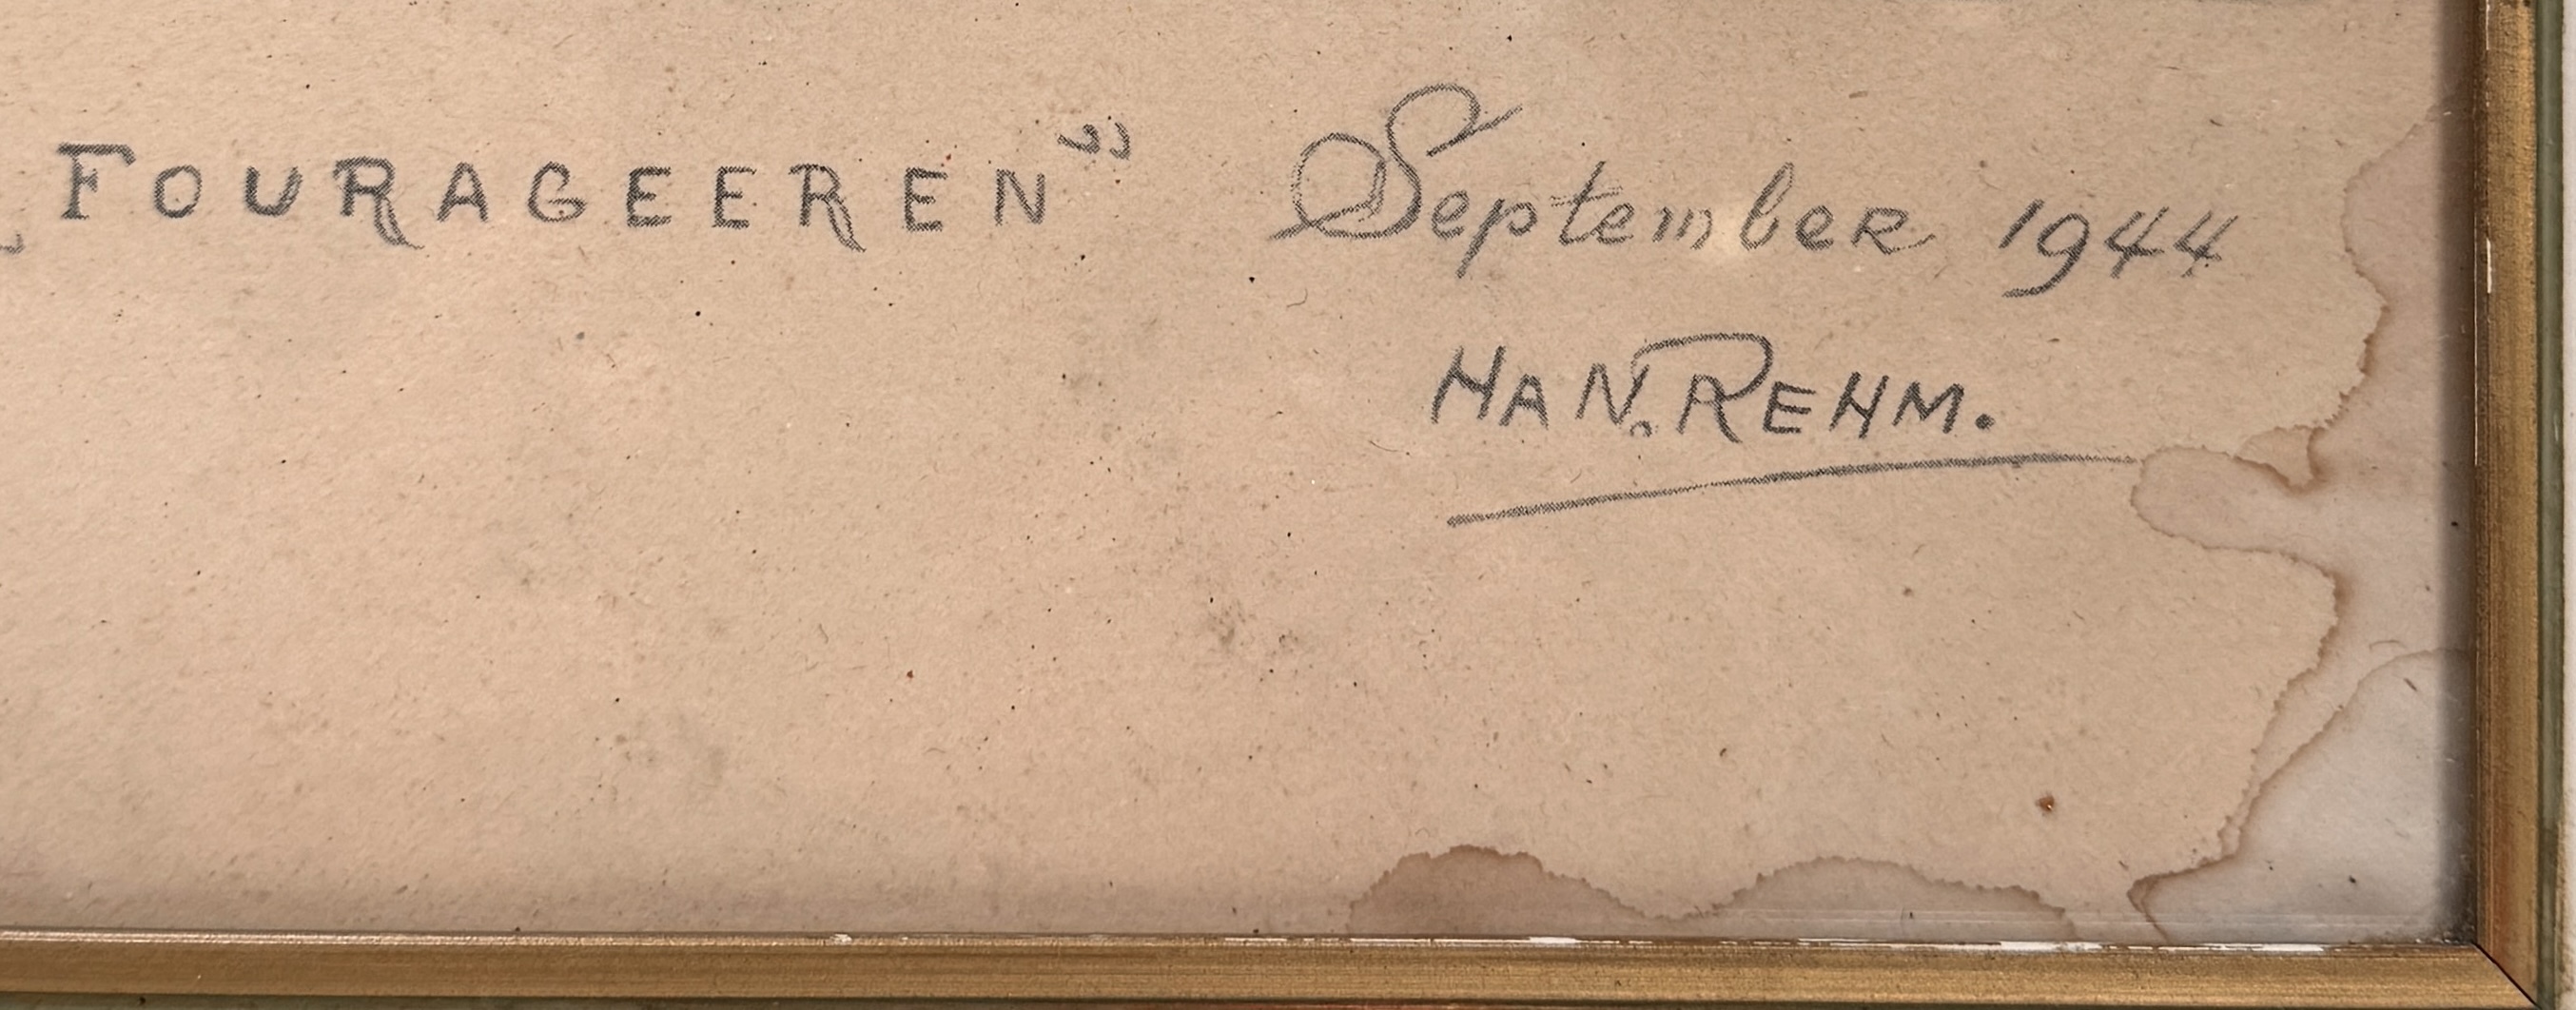 „FOURAGEEREN” September 1944
HAN. REHM.